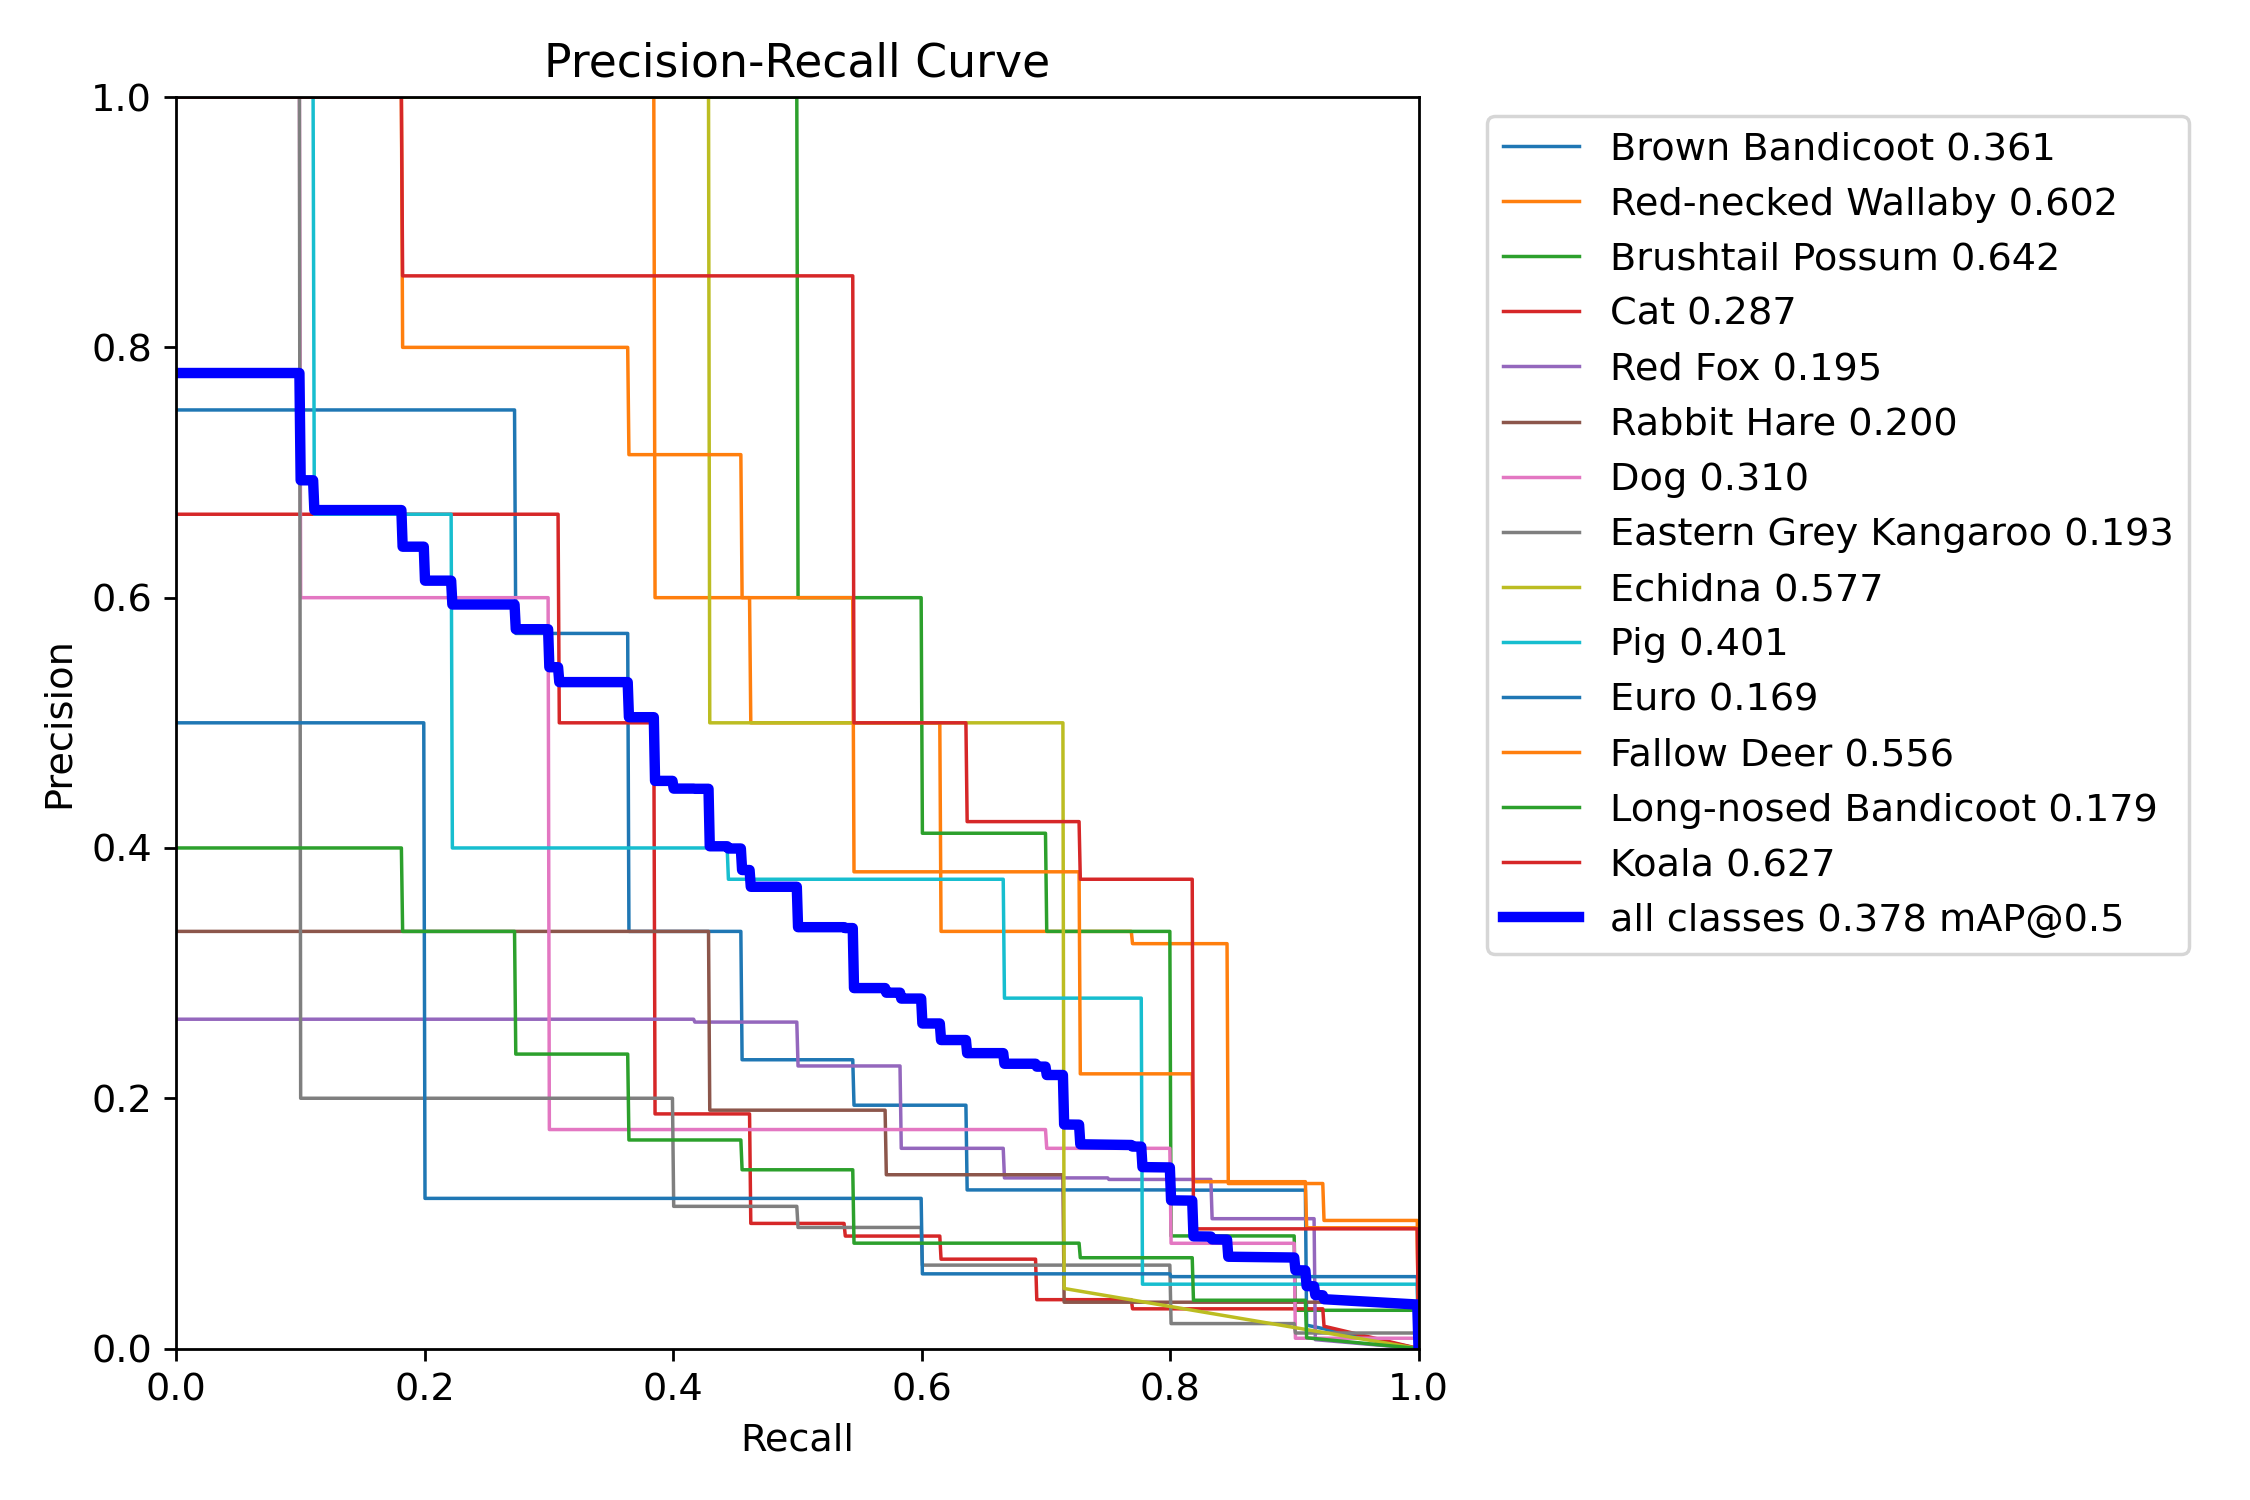 Precision-Recall Curve
1.0
0.8
0.6
0.4
0.2
0.0
Precision
0.0 0.2 0.4 0.6 0.8 1.0
Recall
Brown Bandicoot 0.361
Red-necked Wallaby 0.602
Brushtail Possum 0.642
Cat 0.287
Red Fox 0.195
Rabbit Hare 0.200
Dog 0.310
Eastern Grey Kangaroo 0.193
Echidna 0.577
Pig 0.401
Euro 0.169
Fallow Deer 0.556
Long-nosed Bandicoot 0.179
Koala 0.627
all classes 0.378 mAP@0.5